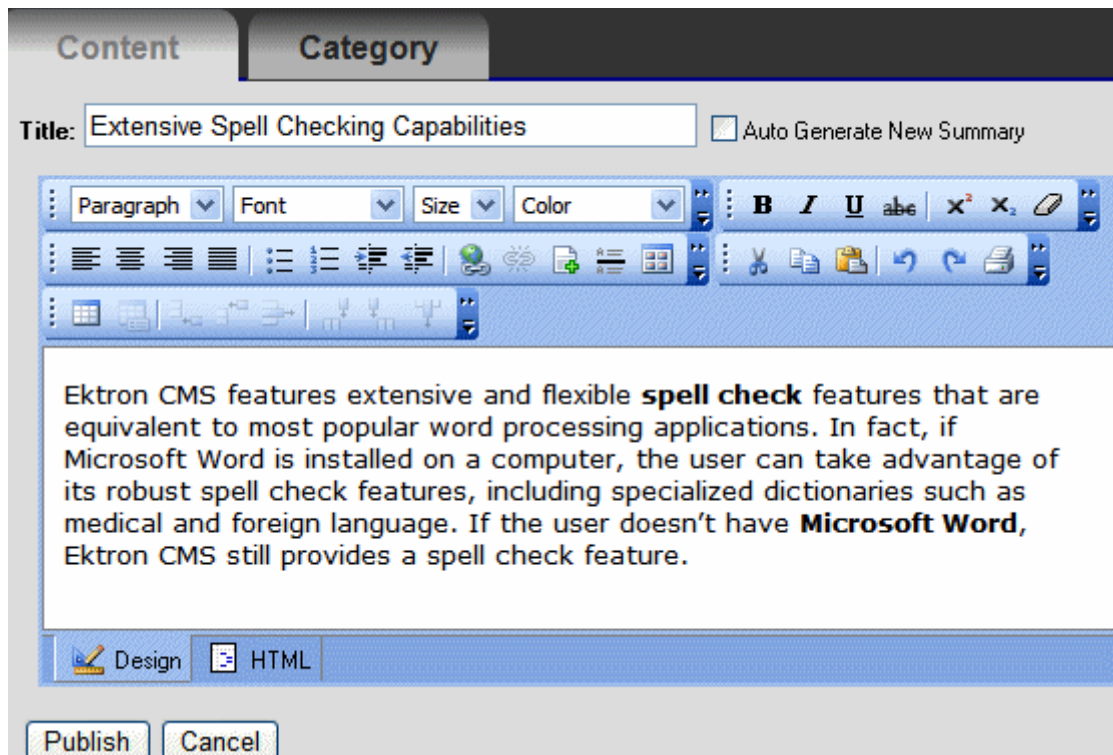 Content Category
Title: Extensive Spell Checking Capabilities Auto Generate New Summary
Paragraph Font Size Color B I U abc x² x₂
Ektron CMS features extensive and flexible spell check features that are
equivalent to most popular word processing applications. In fact, if
Microsoft Word is installed on a computer, the user can take advantage of
its robust spell check features, including specialized dictionaries such as
medical and foreign language. If the user doesn’t have Microsoft Word,
Ektron CMS still provides a spell check feature.
Design HTML
Publish Cancel